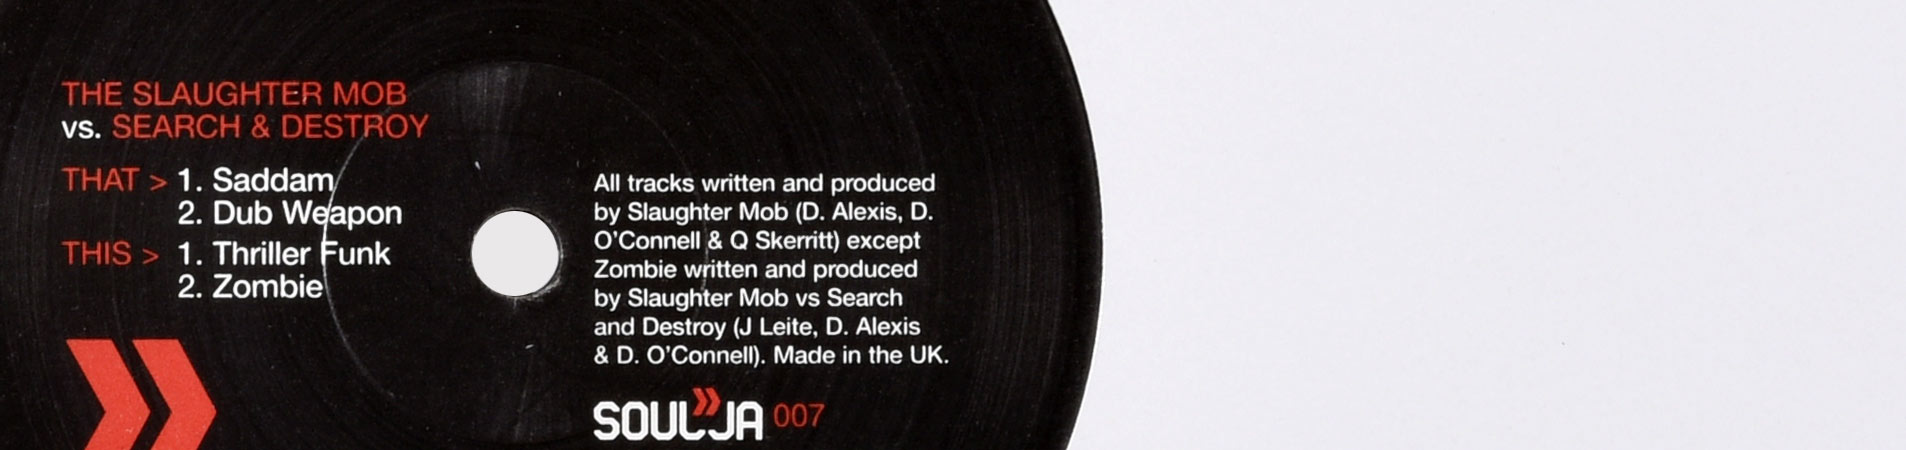 THE SLAUGHTER MOB
vs. SEARCH & DESTROY
THAT > 1. Saddam
2. Dub Weapon
THIS > 1. Thriller Funk
2. Zombie
All tracks written and produced
by Slaughter Mob (D. Alexis, D.
O'Connell & Q Skerritt) except
Zombie written and produced
by Slaughter Mob vs Search
and Destroy (J Leite, D. Alexis
& D. O'Connell). Made in the UK.
SOUL»JA 007